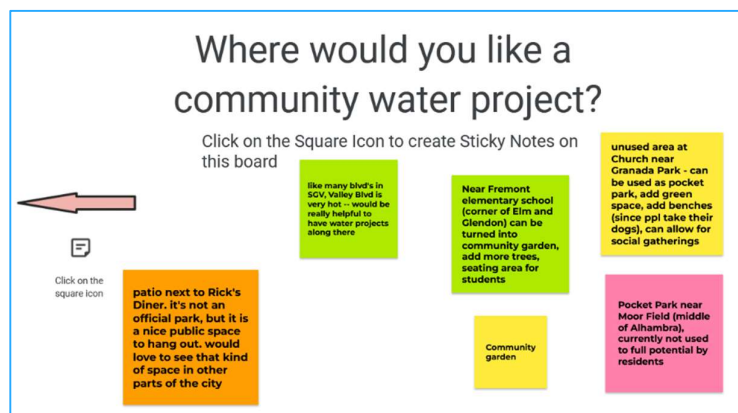 Where would you like a
community water project?
Click on the Square Icon to create Sticky Notes on
this board
unused area at
Church near
Granada Park - can
be used as pocket
park, add green
space, add benches
(since ppl take their
dogs), can allow for
social gatherings
like many blvd's in
SGV, Valley Blvd is
very hot -- would be
really helpful to
have water projects
along there
Near Fremont
elementary school
(corner of Elm and
Glendon) can be
turned into
community garden,
add more trees,
seating area for
students
Click on the
square icon
patio next to Rick's
Diner. it's not an
official park, but it is
a nice public space
to hang out. would
love to see that kind
of space in other
parts of the city
Community
garden
Pocket Park near
Moor Field (middle
of Alhambra),
currently not used
to full potential by
residents